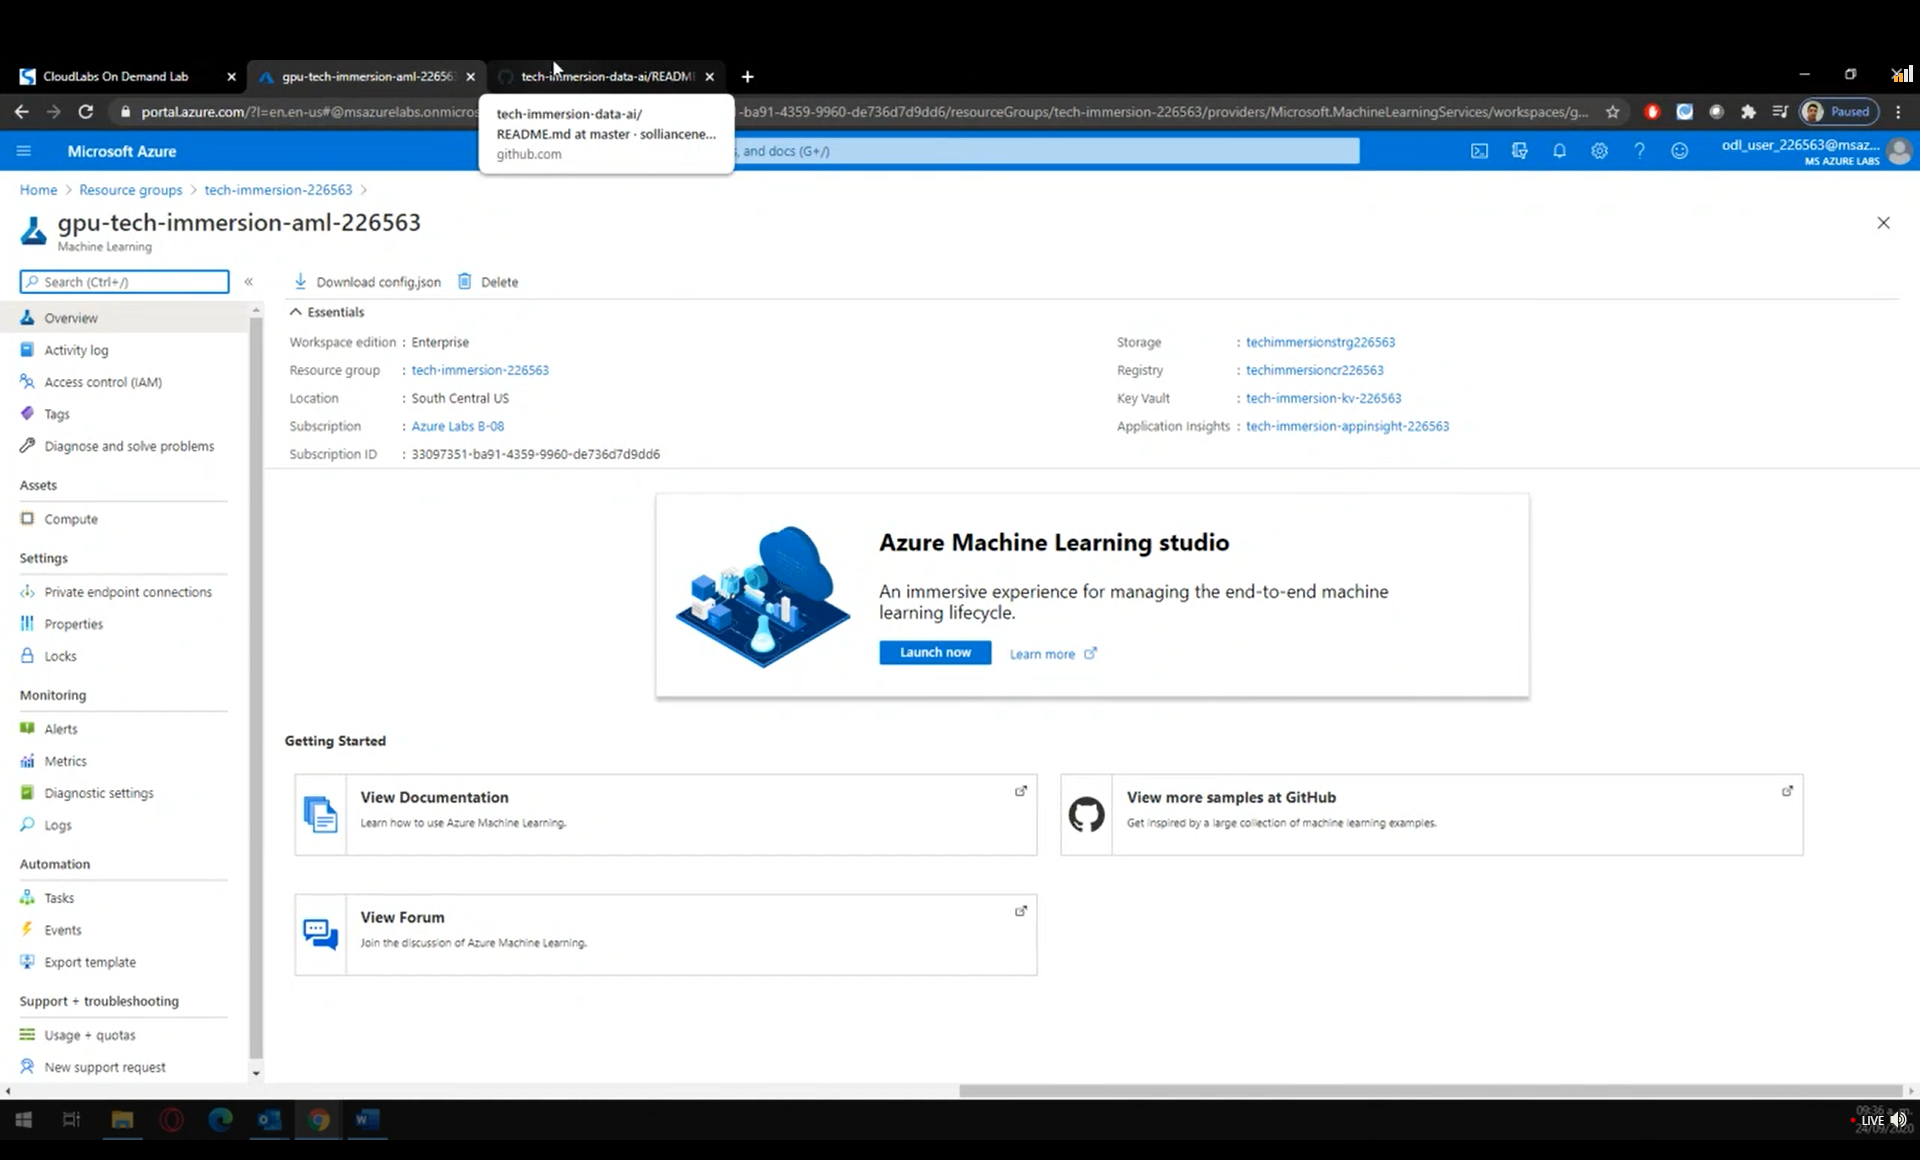 CloudLabs On Demand Lab
gpu-tech-immersion-aml-22656
tech-immersion-data-ai/READMI
portal.azure.com/?l=en.en-us#@msazurelabs.onmicros
-ba91-4359-9960-de736d7d9dd6/resourceGroups/tech-immersion-226563/providers/Microsoft.MachineLearningServices/workspaces/g...
Paused
tech-immersion-data-ai/
README.md at master · solliancene...
github.com
Microsoft Azure
, and docs (G+/)
odl_user_226563@msaz...
MS AZURE LABS
Home > Resource groups > tech-immersion-226563 >
gpu-tech-immersion-aml-226563
Machine Learning
Search (Ctrl+/)
«
Download config.json
Delete
Overview
Activity log
Access control (IAM)
Tags
Diagnose and solve problems
Assets
Compute
Settings
Private endpoint connections
Properties
Locks
Monitoring
Alerts
Metrics
Diagnostic settings
Logs
Automation
Tasks
Events
Export template
Support + troubleshooting
Usage + quotas
New support request
Essentials
Workspace edition : Enterprise
Resource group : tech-immersion-226563
Location : South Central US
Subscription : Azure Labs B-08
Subscription ID : 33097351-ba91-4359-9960-de736d7d9dd6
Storage : techimmersionstrg226563
Registry : techimmersioncr226563
Key Vault : tech-immersion-kv-226563
Application Insights : tech-immersion-appinsight-226563
Azure Machine Learning studio
An immersive experience for managing the end-to-end machine
learning lifecycle.
Launch now
Learn more
Getting Started
View Documentation
Learn how to use Azure Machine Learning.
View more samples at GitHub
Get inspired by a large collection of machine learning examples.
View Forum
Join the discussion of Azure Machine Learning.
LIVE
24/09/2020